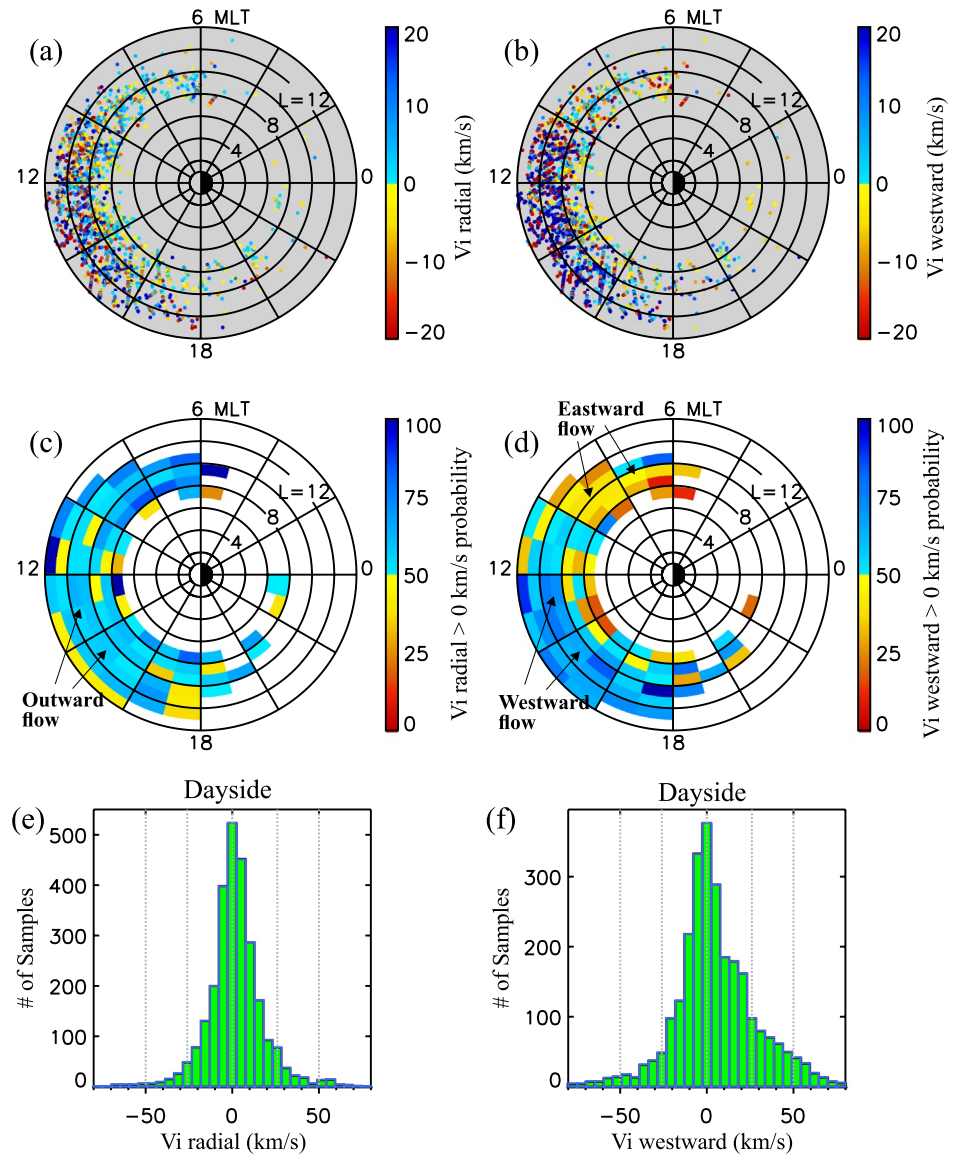 6 MLT
(a)
L=12
8
4
12
0
18
20
10
0
−10
−20
Vi radial (km/s)
6 MLT
(b)
L=12
8
4
12
0
18
20
10
0
−10
−20
Vi westward (km/s)
6 MLT
(c)
L=12
8
4
12
0
18
Outward
flow
100
75
50
25
0
Vi radial > 0 km/s probability
6 MLT
(d)
Eastward
flow
L=12
8
4
12
0
18
Westward
flow
100
75
50
25
0
Vi westward > 0 km/s probability
Dayside
(e)
500
400
300
200
100
0
# of Samples
−50 0 50
Vi radial (km/s)
Dayside
(f)
300
200
100
# of Samples
−50 0 50
Vi westward (km/s)